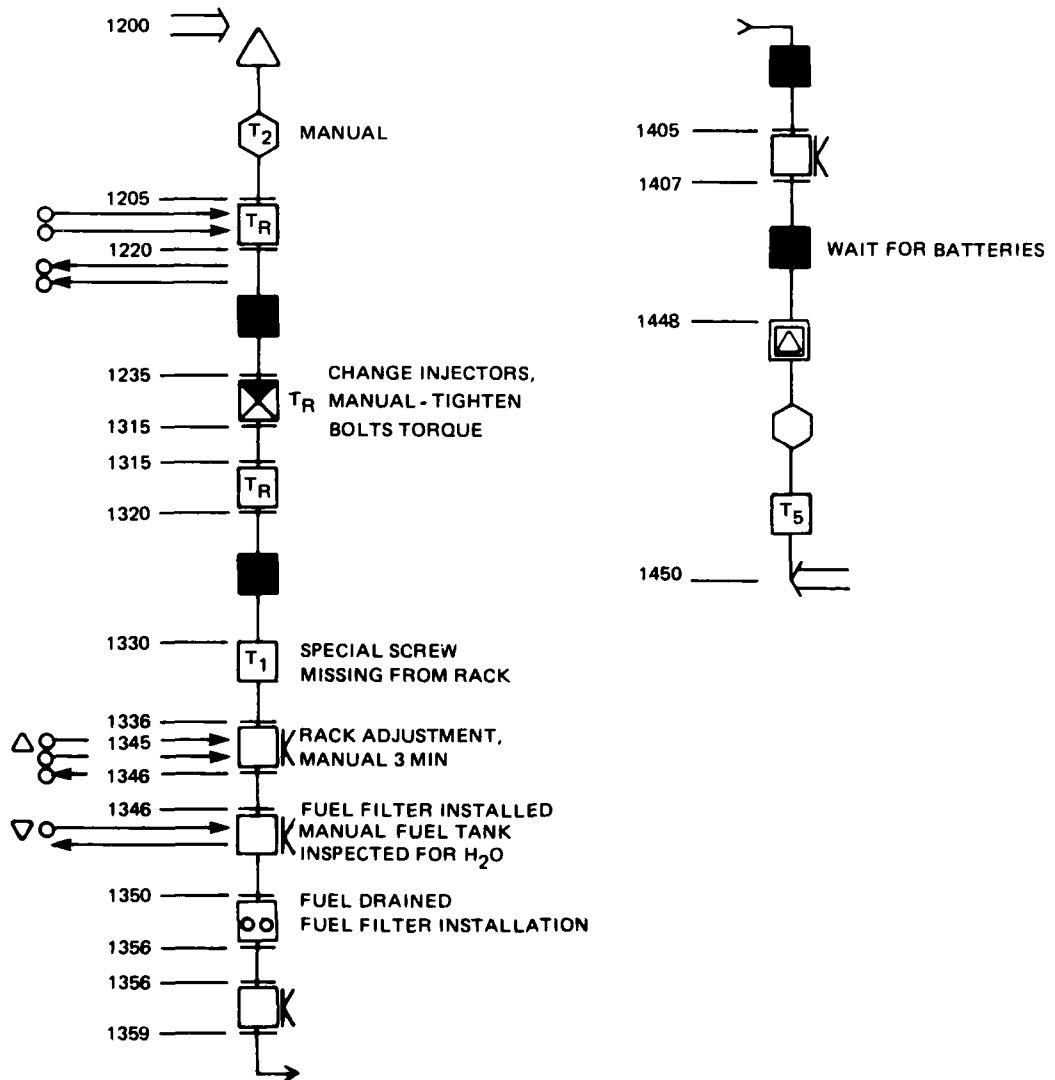 1200
T2 MANUAL
1205
TR
1220
1235
TR CHANGE INJECTORS,
MANUAL - TIGHTEN
BOLTS TORQUE
1315
1315
TR
1320
1330
T1 SPECIAL SCREW
MISSING FROM RACK
1336
1345
RACK ADJUSTMENT,
MANUAL 3 MIN
1346
1346
FUEL FILTER INSTALLED
MANUAL FUEL TANK
INSPECTED FOR H2O
1350
FUEL DRAINED
FUEL FILTER INSTALLATION
1356
1356
1359
1405
1407
WAIT FOR BATTERIES
1448
T5
1450